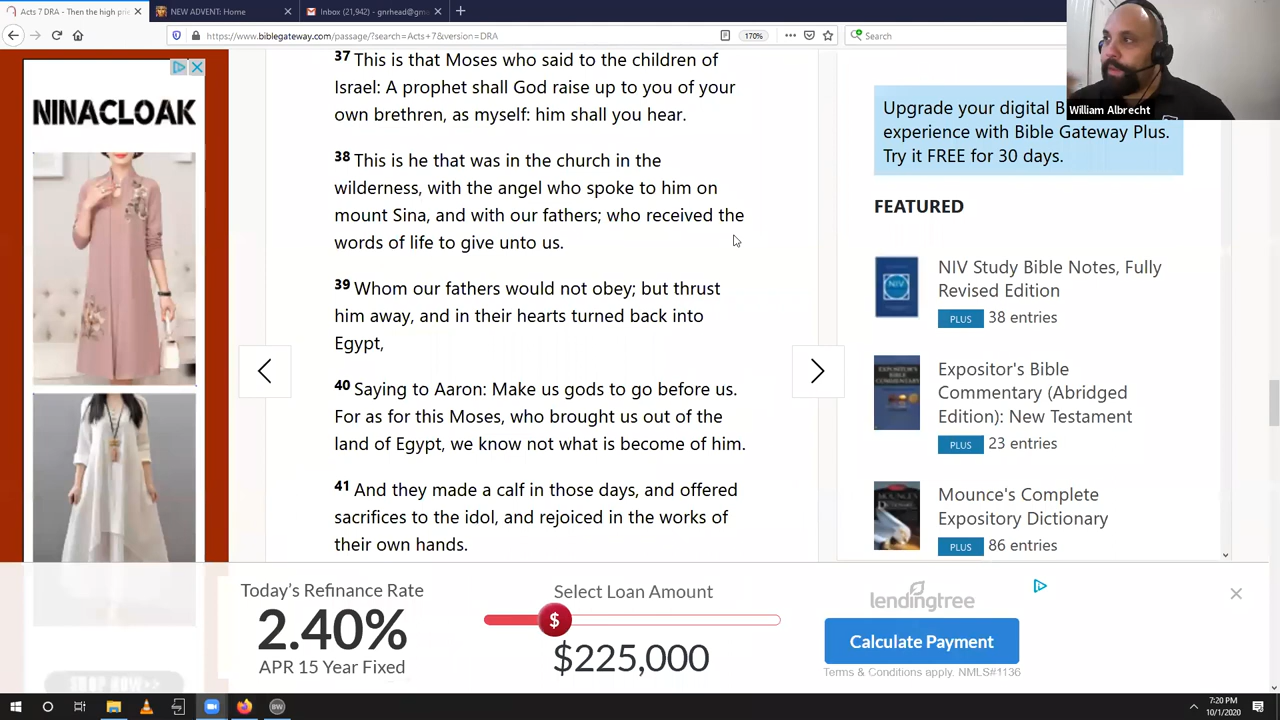 Acts 7 DRA - Then the high prie
NEW ADVENT: Home
Inbox (21,942) - gnrhead@gm
https://www.biblegateway.com/passage/?search=Acts+7&version=DRA
170%
Search
William Albrecht
NINACLOAK
37 This is that Moses who said to the children of
Israel: A prophet shall God raise up to you of your
own brethren, as myself: him shall you hear.
38 This is he that was in the church in the
wilderness, with the angel who spoke to him on
mount Sina, and with our fathers; who received the
words of life to give unto us.
39 Whom our fathers would not obey; but thrust
him away, and in their hearts turned back into
Egypt,
40 Saying to Aaron: Make us gods to go before us.
For as for this Moses, who brought us out of the
land of Egypt, we know not what is become of him.
41 And they made a calf in those days, and offered
sacrifices to the idol, and rejoiced in the works of
their own hands.
Upgrade your digital B
experience with Bible Gateway Plus.
Try it FREE for 30 days.
FEATURED
NIV Study Bible Notes, Fully
Revised Edition
PLUS 38 entries
Expositor's Bible
Commentary (Abridged
Edition): New Testament
PLUS 23 entries
Mounce's Complete
Expository Dictionary
PLUS 86 entries
Today's Refinance Rate
2.40%
APR 15 Year Fixed
Select Loan Amount
$
$225,000
lendingtree
Calculate Payment
Terms & Conditions apply. NMLS#1136
7:20 PM
10/1/2020